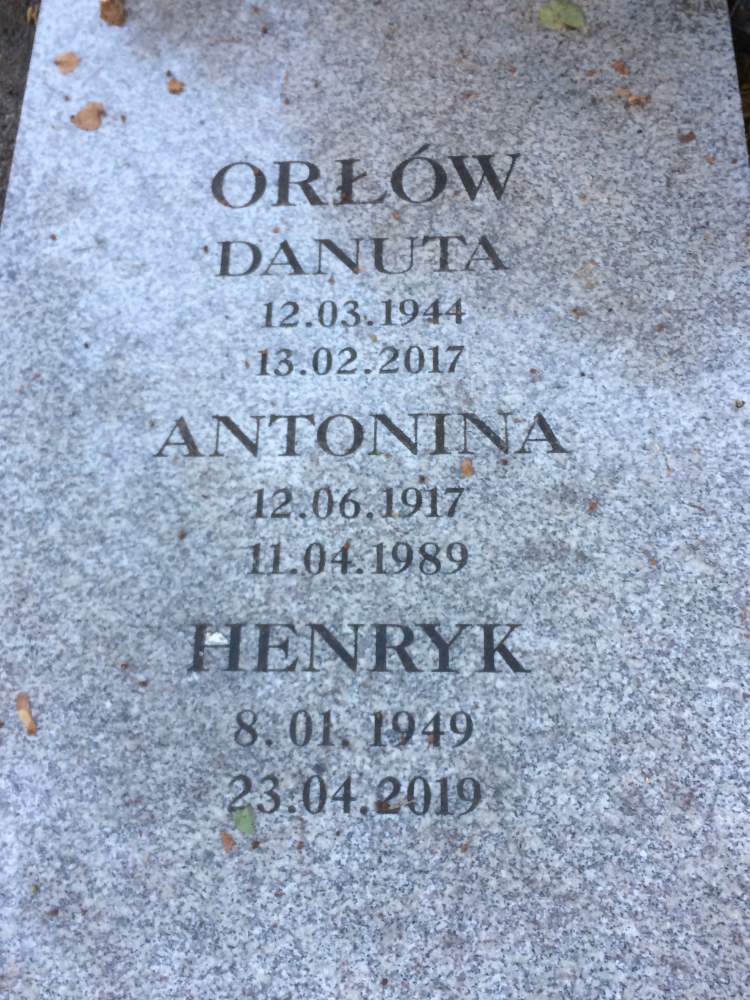 ORŁÓW
DANUTA
12.03.1944
13.02.2017
ANTONINA
12.06.1917
11.04.1989
HENRYK
8.01.1949
23.04.2019